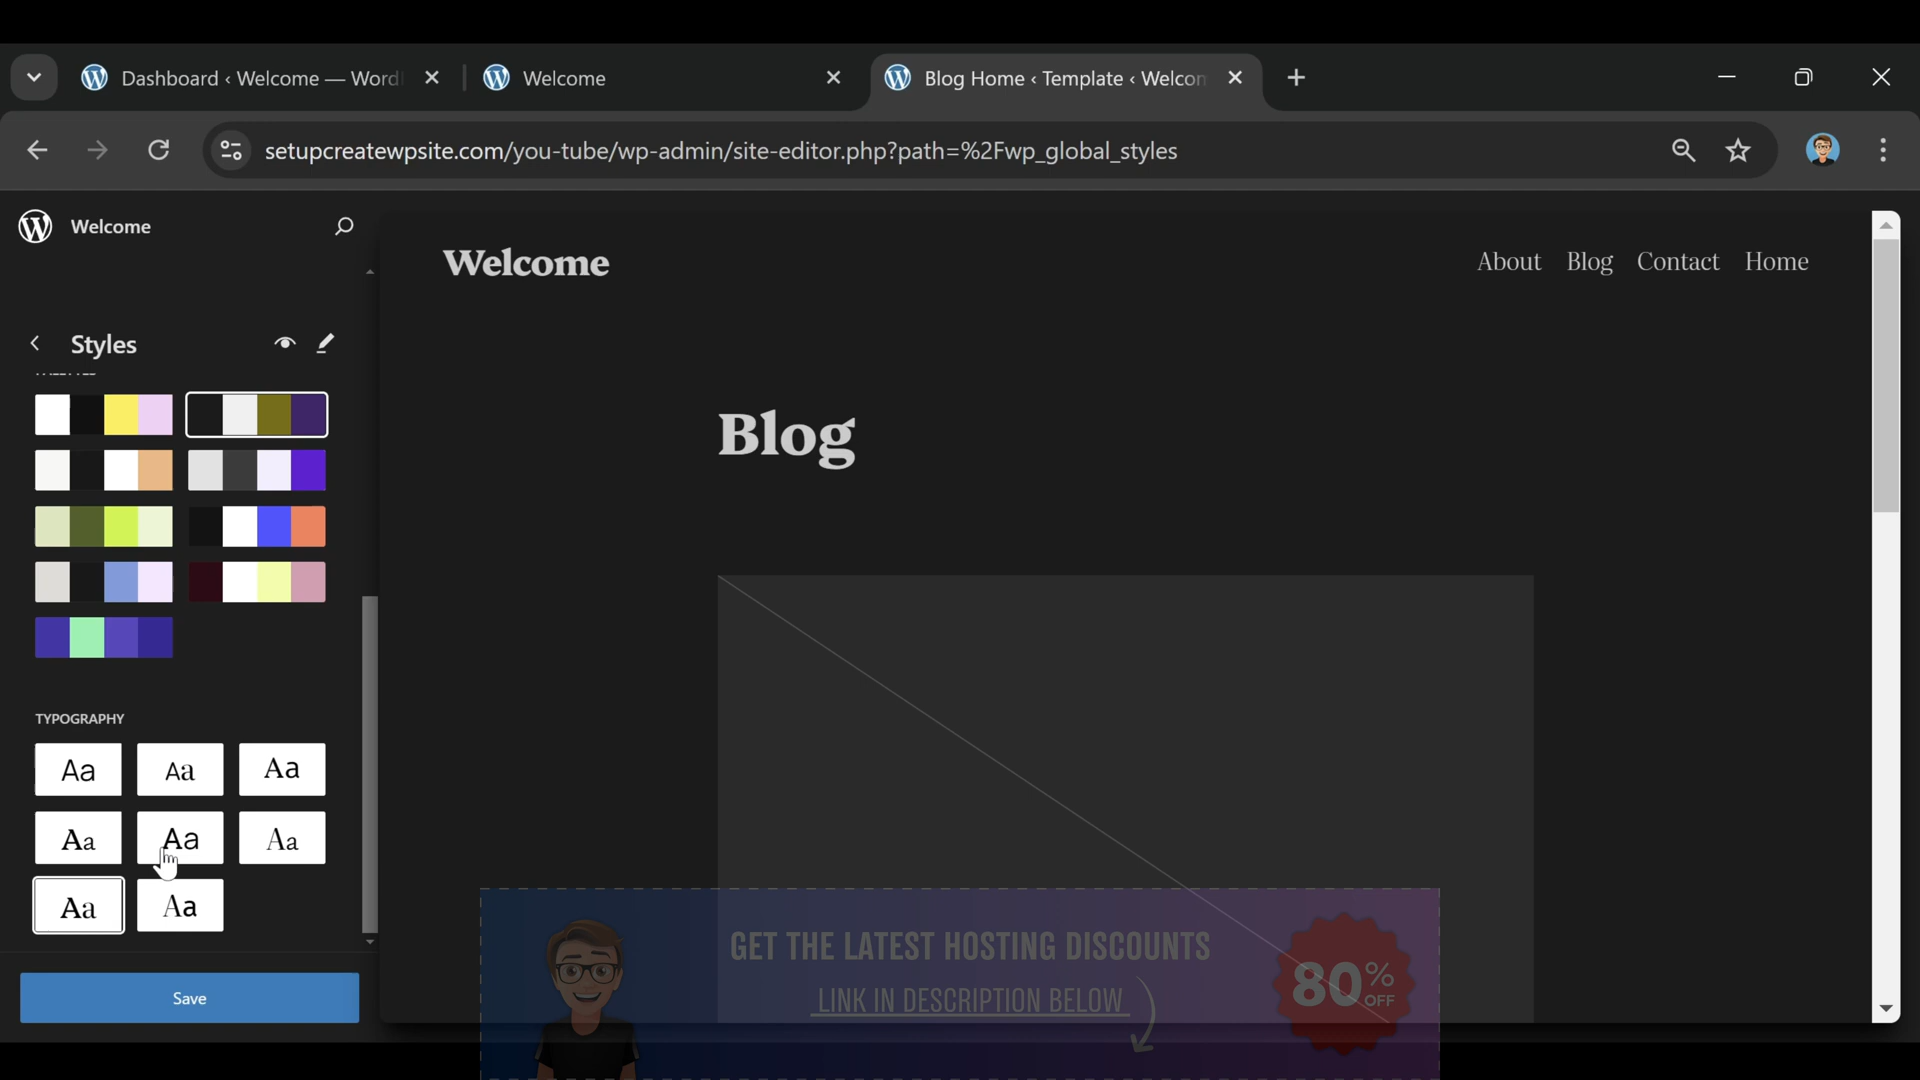 Dashboard ‹ Welcome — Word
Welcome
Blog Home ‹ Template ‹ Welcom
setupcreatewpsite.com/you-tube/wp-admin/site-editor.php?path=%2Fwp_global_styles
Welcome
Welcome
About Blog Contact Home
Styles
Blog
TYPOGRAPHY
Aa Aa Aa
Aa Aa Aa
Aa Aa
Save
GET THE LATEST HOSTING DISCOUNTS
LINK IN DESCRIPTION BELOW
80% OFF